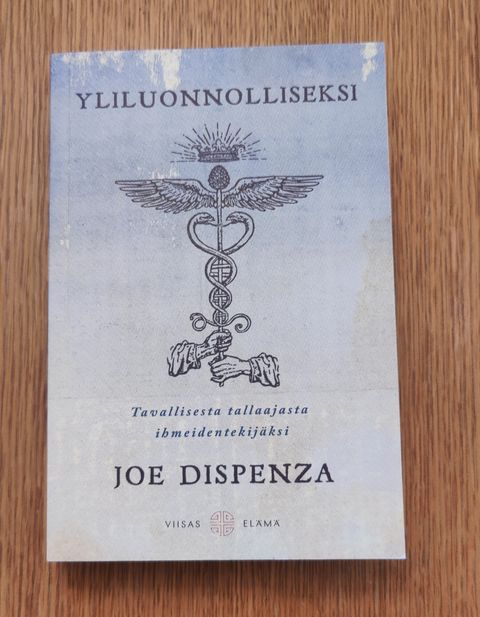 YLILUONNOLLISEKSI
Tavallisesta tallaajasta
ihmeidentekijäksi
JOE DISPENZA
VIISAS ELÄMÄ